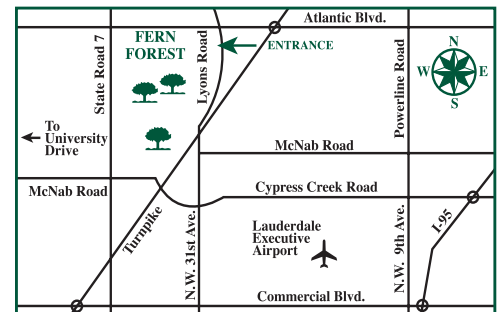 Atlantic Blvd.
FERN
FOREST
ENTRANCE
State Road 7
Lyons Road
Powerline Road
N
W
E
S
To
University
Drive
McNab Road
McNab Road
Cypress Creek Road
Turnpike
N.W. 31st Ave.
Lauderdale
Executive
Airport
N.W. 9th Ave.
I-95
Commercial Blvd.